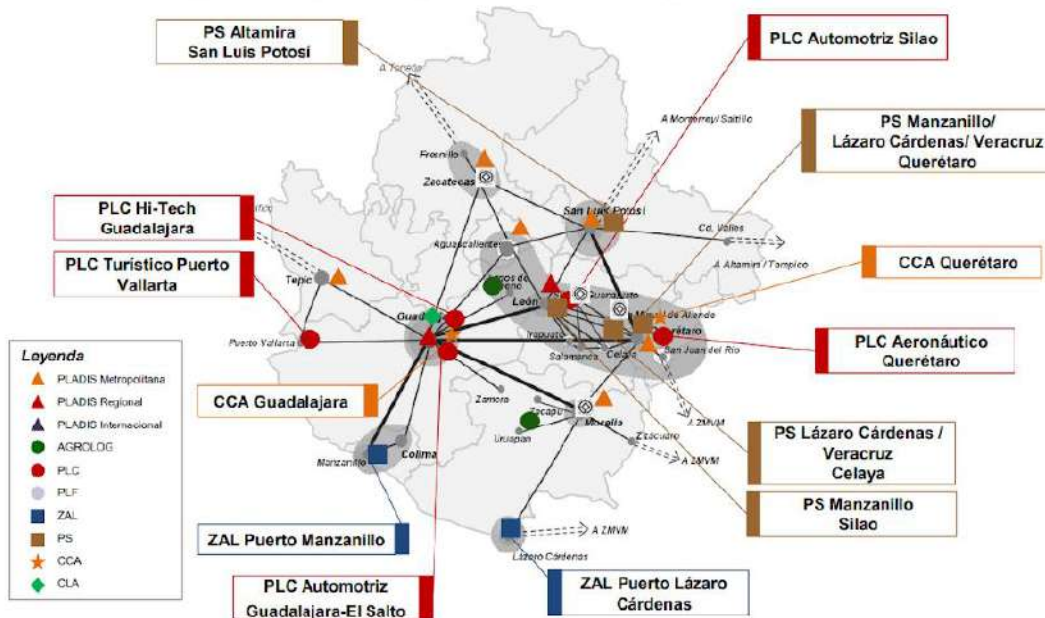 PS Altamira
San Luis Potosí
PLC Automotriz Silao
A Torreón
A Monterrey/ Saltillo
PS Manzanillo/
Lázaro Cárdenas/ Veracruz
Querétaro
Fresnillo
Zacatecas
PLC Hi-Tech
Guadalajara
San Luis Potosí
Cd. Valles
Aguascalientes
A Altamira / Tampico
PLC Turístico Puerto
Vallarta
CCA Querétaro
Tepic
León
Guanajuato
Miguel de Allende
Puerto Vallarta
Irapuato
Salamanca
Celaya
San Juan del Río
PLC Aeronáutico
Querétaro
Leyenda
PLADIS Metropolitana
PLADIS Regional
PLADIS Internacional
AGROLOG
PLC
PLF
ZAL
PS
CCA
CLA
CCA Guadalajara
Zamora
Zacapu
Morelia
Uruapan
Zitácuaro
A ZMVM
A ZMVM
Colima
Manzanillo
PS Lázaro Cárdenas /
Veracruz
Celaya
PS Manzanillo
Silao
ZAL Puerto Manzanillo
A ZMVM
Lázaro Cárdenas
PLC Automotriz
Guadalajara-El Salto
ZAL Puerto Lázaro
Cárdenas